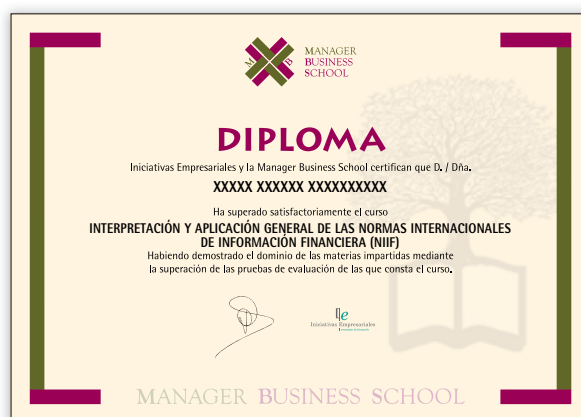 M B
MANAGER
BUSINESS
SCHOOL
DIPLOMA
Iniciativas Empresariales y la Manager Business School certifican que D. / Dña.
XXXXX XXXXXX XXXXXXXXXX
Ha superado satisfactoriamente el curso
INTERPRETACIÓN Y APLICACIÓN GENERAL DE LAS NORMAS INTERNACIONALES
DE INFORMACIÓN FINANCIERA (NIIF)
Habiendo demostrado el dominio de las materias impartidas mediante
la superación de las pruebas de evaluación de las que consta el curso.
Iniciativas Empresariales
MANAGER BUSINESS SCHOOL